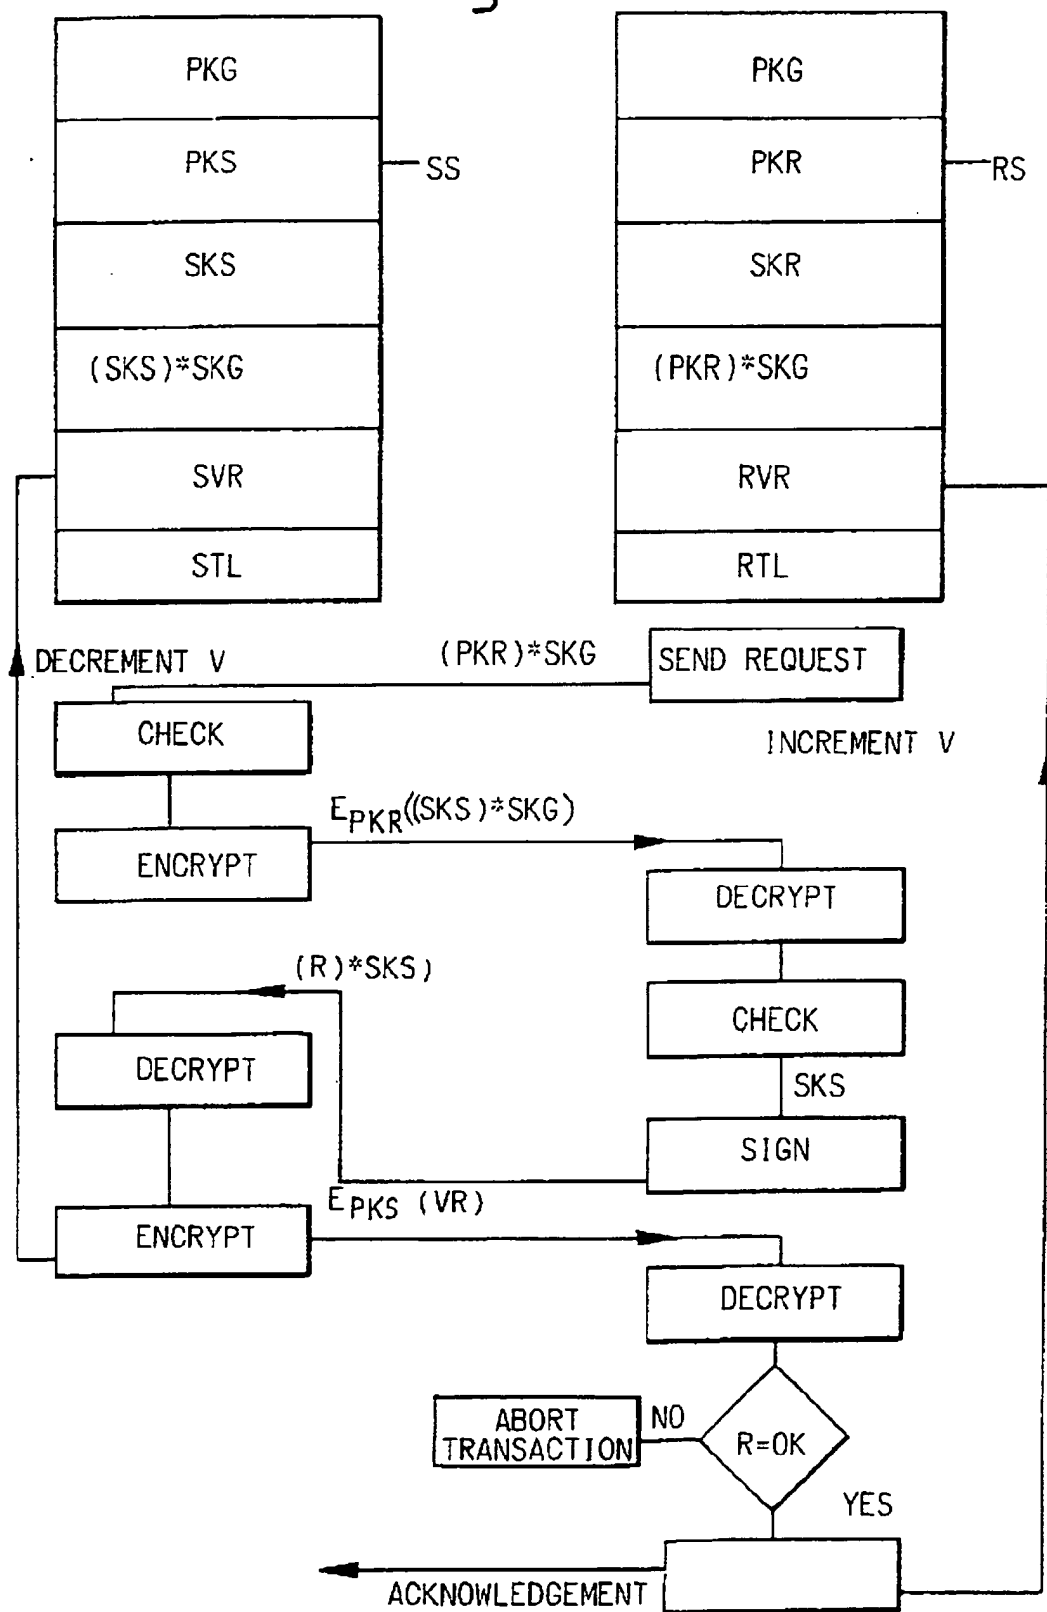 PKG
PKS
SS
SKS
(SKS)*SKG
SVR
STL
PKG
PKR
RS
SKR
(PKR)*SKG
RVR
RTL
DECREMENT V
(PKR)*SKG
SEND REQUEST
CHECK
INCREMENT V
EPKR((SKS)*SKG)
ENCRYPT
DECRYPT
(R)*SKS)
CHECK
DECRYPT
SKS
SIGN
EPKS (VR)
ENCRYPT
DECRYPT
ABORT
TRANSACTION
NO
R=OK
YES
ACKNOWLEDGEMENT